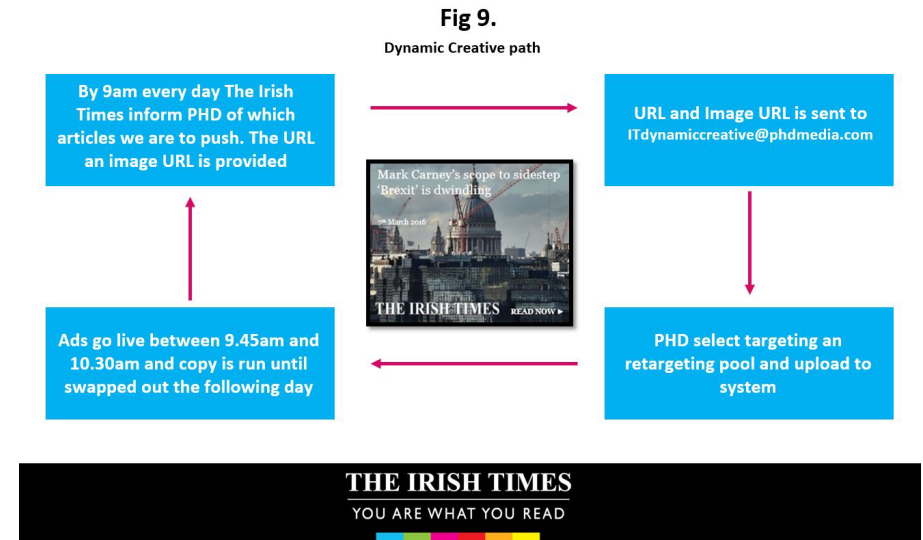 Fig 9.
Dynamic Creative path
By 9am every day The Irish
Times inform PHD of which
articles we are to push. The URL
an image URL is provided
URL and Image URL is sent to
ITdynamiccreative@phdmedia.com
Mark Carney's scope to sidestep
'Brexit' is dwindling
7th March 2016
THE IRISH TIMES READ NOW ►
Ads go live between 9.45am and
10.30am and copy is run until
swapped out the following day
PHD select targeting an
retargeting pool and upload to
system
THE IRISH TIMES
YOU ARE WHAT YOU READ